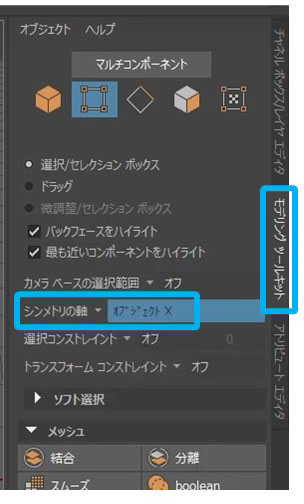 オブジェクト ヘルプ
マルチコンポーネント
選択/セレクション ボックス
ドラッグ
微調整/セレクション ボックス
バックフェースをハイライト
最も近いコンポーネントをハイライト
カメラ ベースの選択範囲 オフ
シンメトリの軸 オブジェクト X
選択コンストレイント オフ 0
トランスフォーム コンストレイント オフ
ソフト選択
メッシュ
結合 分離
スムーズ boolean
チャネル ボックス/レイヤ エディタ
モデリング ツールキット
アトリビュート エディタ